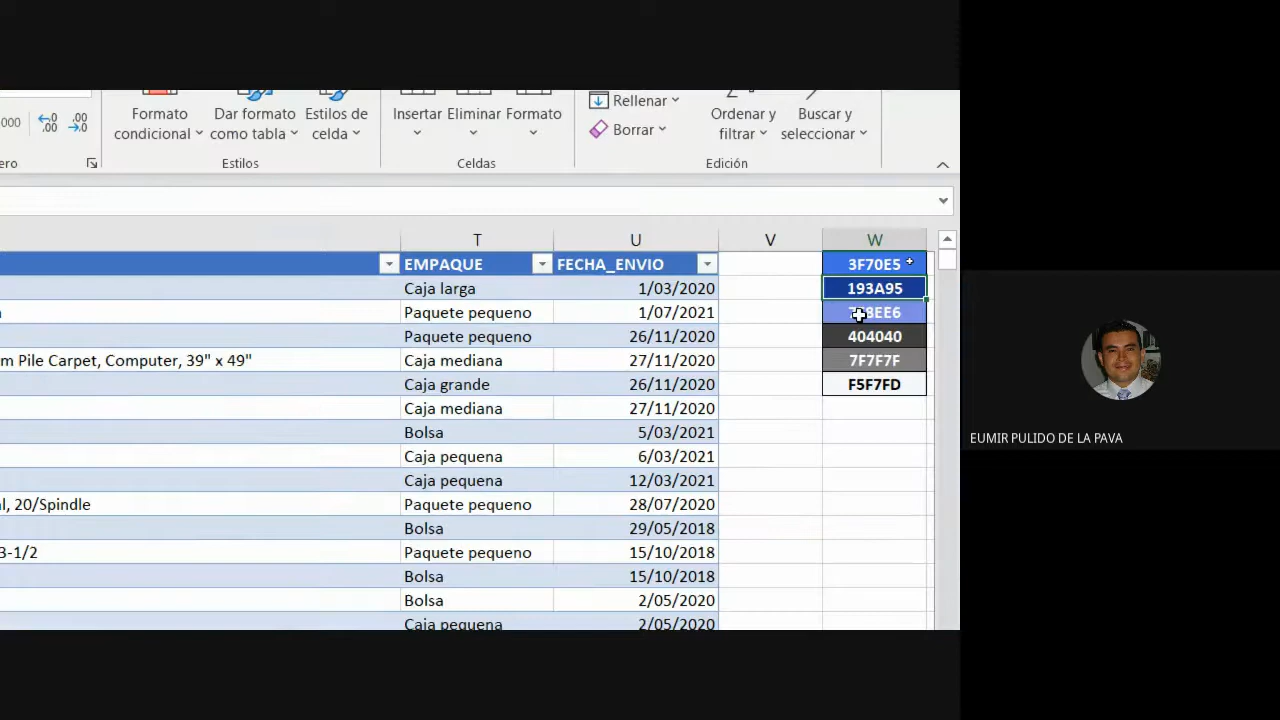 000
←0 .00
.00 →0
Formato condicional
Dar formato como tabla
Estilos de celda
Insertar Eliminar Formato
Rellenar
Borrar
Ordenar y filtrar
Buscar y seleccionar
ero Estilos Celdas Edición
T U V W
EMPAQUE FECHA_ENVIO 3F70E5
Caja larga 1/03/2020 193A95
Paquete pequeno 1/07/2021
Paquete pequeno 26/11/2020 404040
m Pile Carpet, Computer, 39" x 49" Caja mediana 27/11/2020 7F7F7F
Caja grande 26/11/2020 F5F7FD
Caja mediana 27/11/2020
Bolsa 5/03/2021
Caja pequena 6/03/2021
Caja pequena 12/03/2021
l, 20/Spindle Paquete pequeno 28/07/2020
Bolsa 29/05/2018
3-1/2 Paquete pequeno 15/10/2018
Bolsa 15/10/2018
Bolsa 2/05/2020
Caja pequena 2/05/2020
EUMIR PULIDO DE LA PAVA